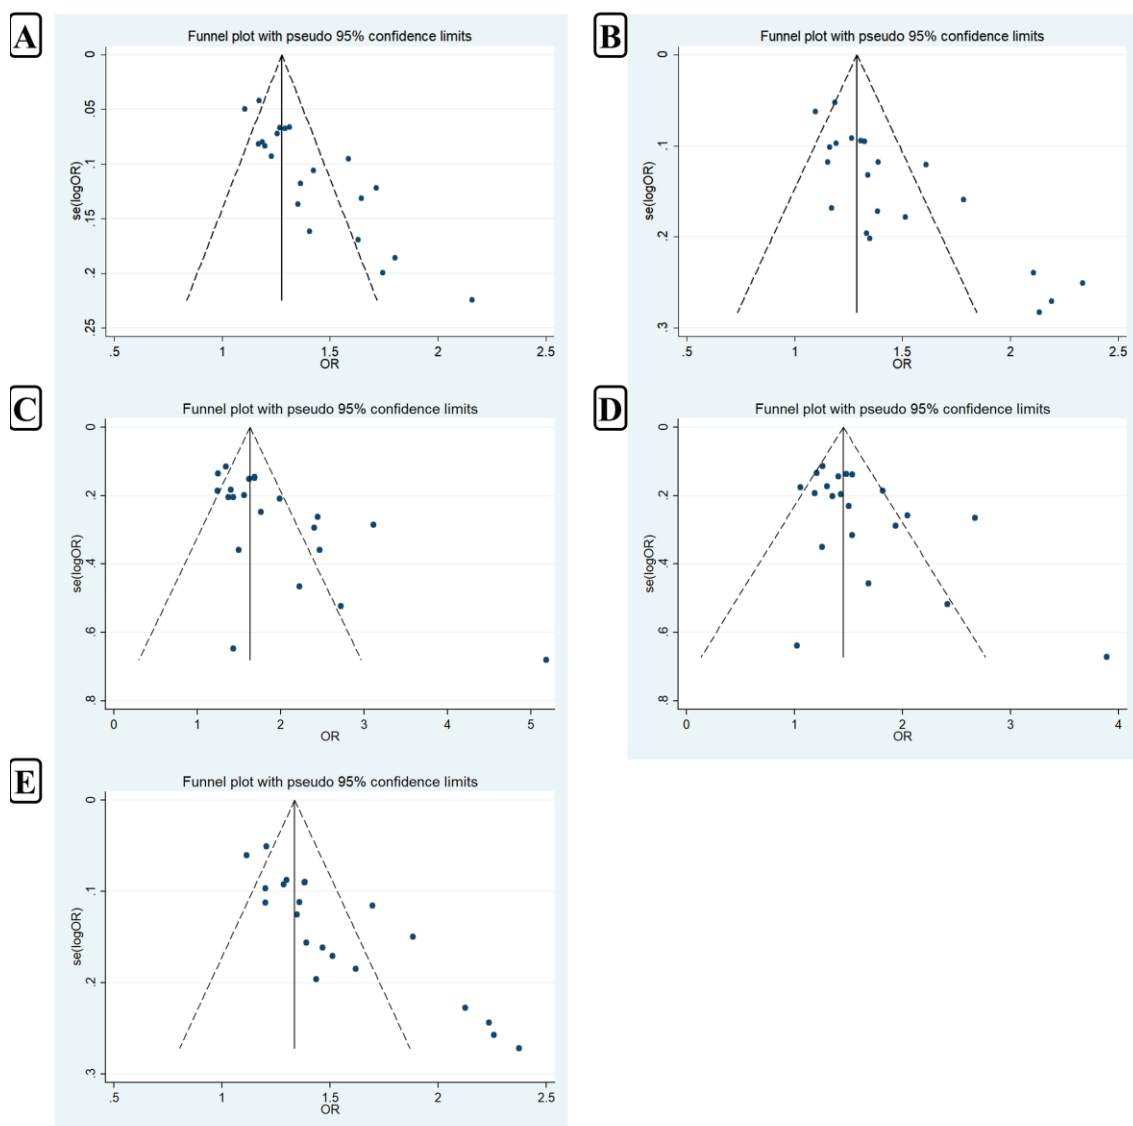 A
Funnel plot with pseudo 95% confidence limits
0
.05
.1
.15
.2
.25
se(logOR)
.5 1 1.5 2 2.5
OR
B
Funnel plot with pseudo 95% confidence limits
0
.1
.2
.3
se(logOR)
.5 1 1.5 2 2.5
OR
C
Funnel plot with pseudo 95% confidence limits
0
.2
.4
.6
.8
se(logOR)
0 1 2 3 4 5
OR
D
Funnel plot with pseudo 95% confidence limits
0
.2
.4
.6
.8
se(logOR)
0 1 2 3 4
OR
E
Funnel plot with pseudo 95% confidence limits
0
.1
.2
.3
se(logOR)
.5 1 1.5 2 2.5
OR